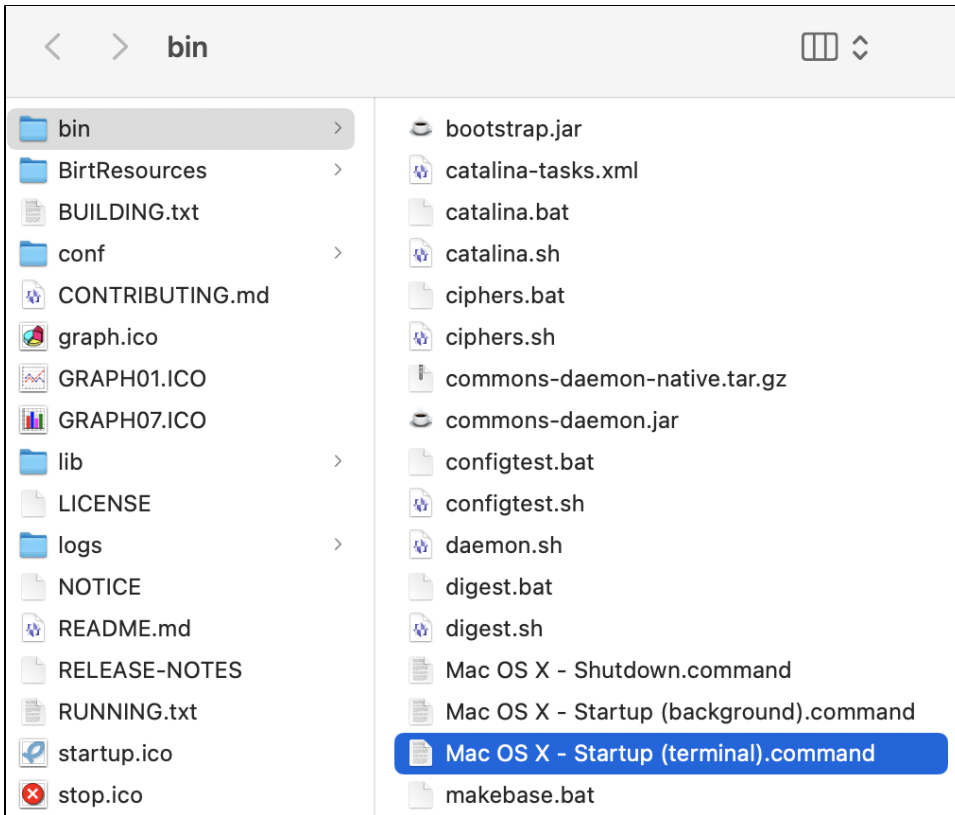 bin
bin
BirtResources
BUILDING.txt
conf
CONTRIBUTING.md
graph.ico
GRAPH01.ICO
GRAPH07.ICO
lib
LICENSE
logs
NOTICE
README.md
RELEASE-NOTES
RUNNING.txt
startup.ico
stop.ico
bootstrap.jar
catalina-tasks.xml
catalina.bat
catalina.sh
ciphers.bat
ciphers.sh
commons-daemon-native.tar.gz
commons-daemon.jar
configtest.bat
configtest.sh
daemon.sh
digest.bat
digest.sh
Mac OS X - Shutdown.command
Mac OS X - Startup (background).command
Mac OS X - Startup (terminal).command
makebase.bat